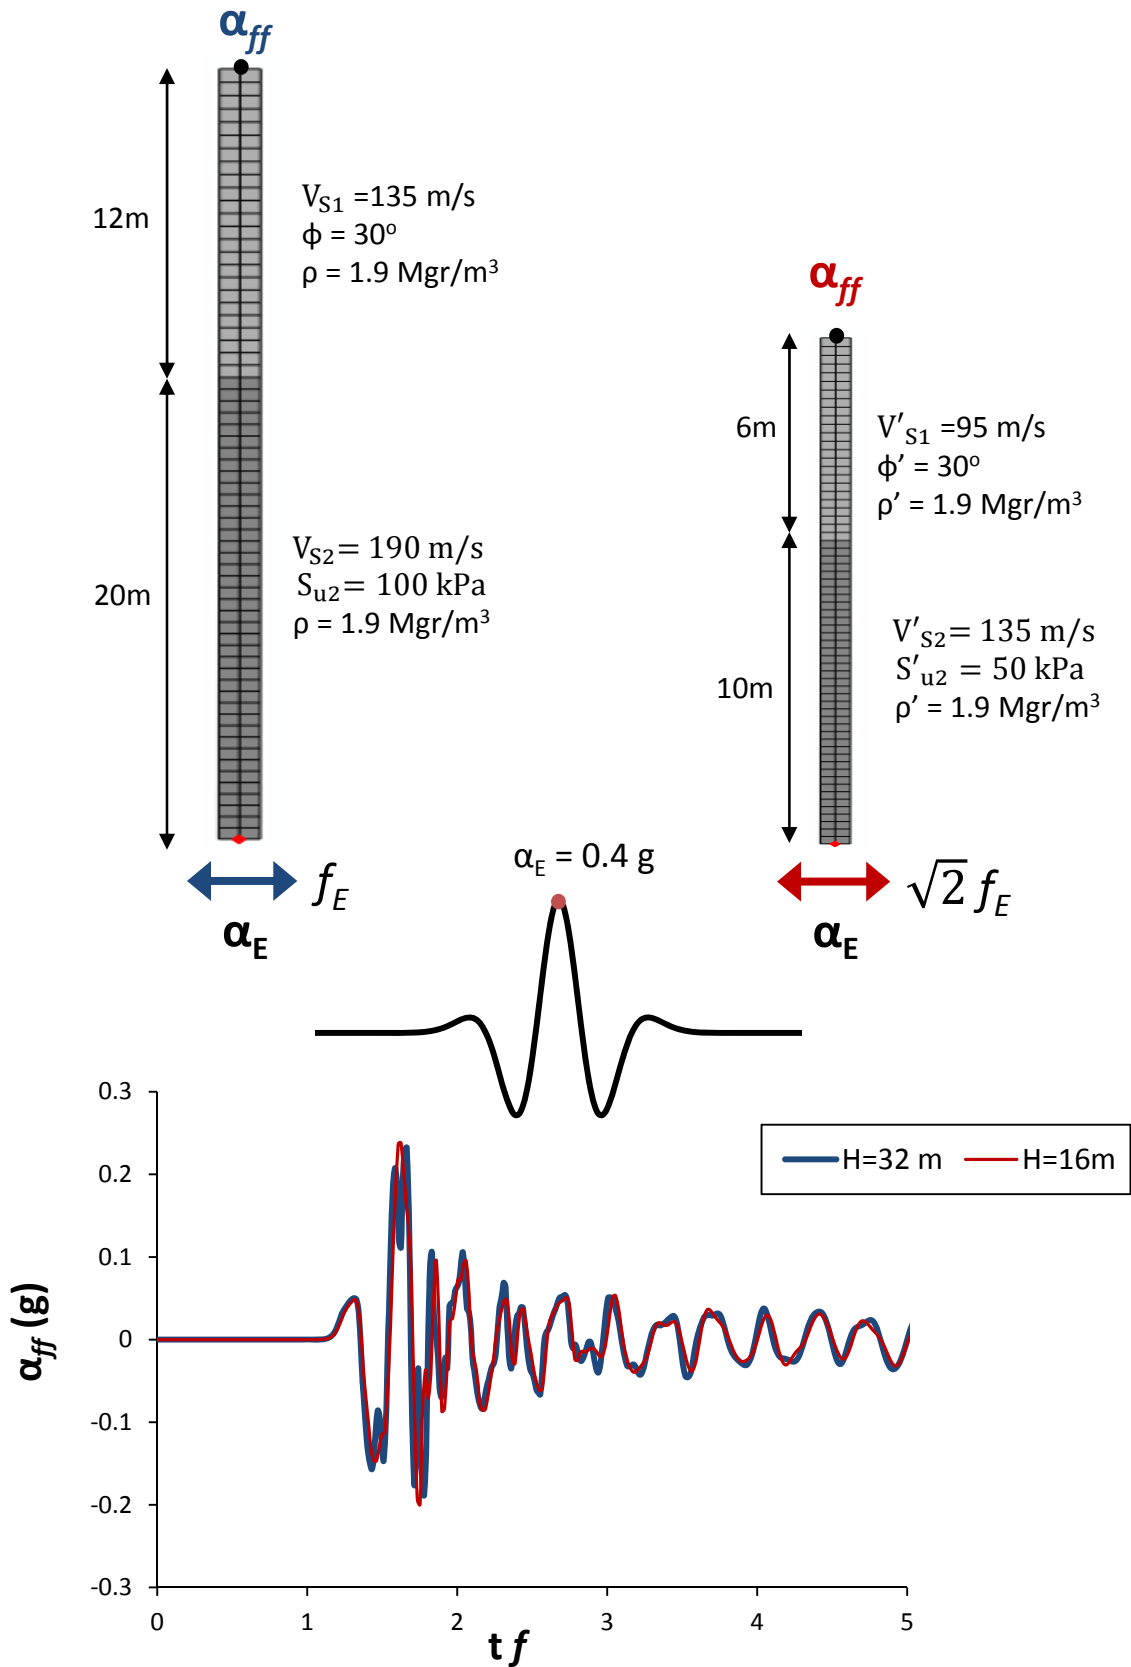 α_ff
12m
V_S1 =135 m/s
ϕ = 30°
ρ = 1.9 Mgr/m³
20m
V_S2= 190 m/s
S_u2= 100 kPa
ρ = 1.9 Mgr/m³
f_E
α_E
α_ff
6m
V′_S1 =95 m/s
ϕ’ = 30°
ρ’ = 1.9 Mgr/m³
10m
V′_S2= 135 m/s
S′_u2 = 50 kPa
ρ’ = 1.9 Mgr/m³
√2 f_E
α_E
α_E = 0.4 g
α_ff (g)
0.3
0.2
0.1
0
-0.1
-0.2
-0.3
H=32 m
H=16m
0 1 2 3 4 5
t f